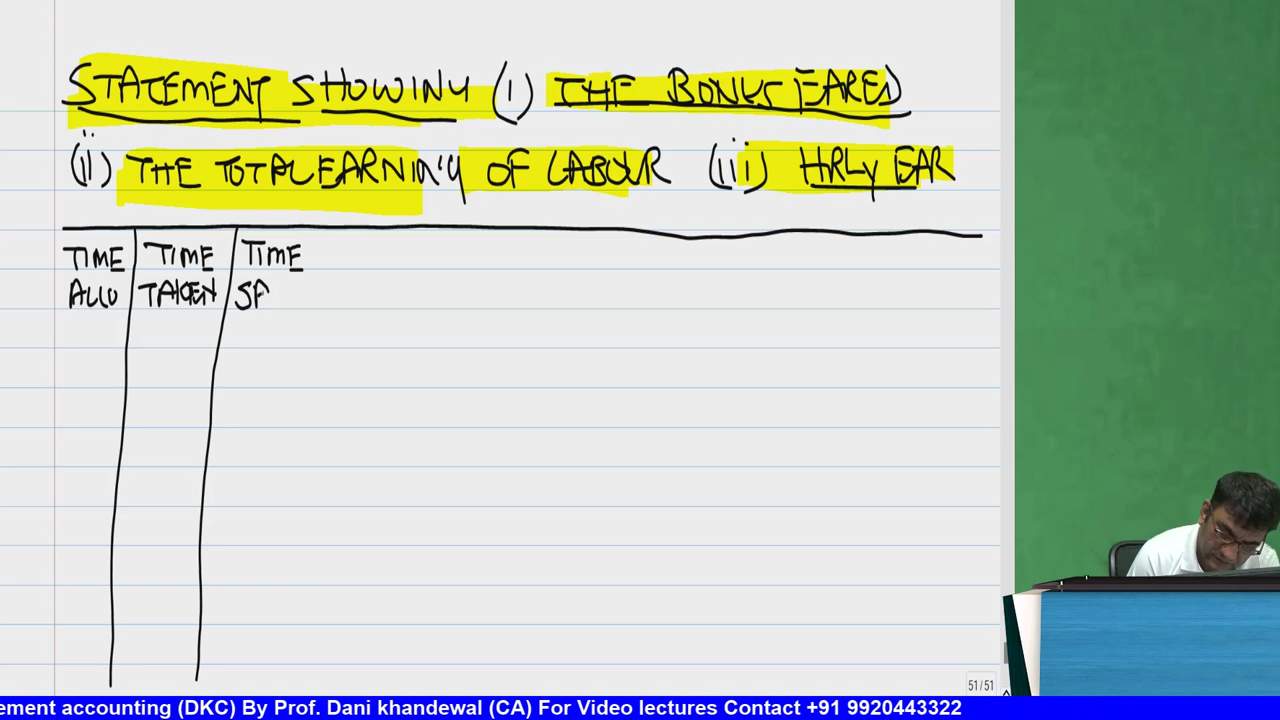 STATEMENT SHOWING (i) THE BONUS EARED
(ii) THE TOTAL EARNING OF LABOUR (iii) HRLY EAR
TIME TIME TIME
ALLO TAKEN SA
51/51
ement accounting (DKC) By Prof. Dani khandewal (CA) For Video lectures Contact +91 9920443322